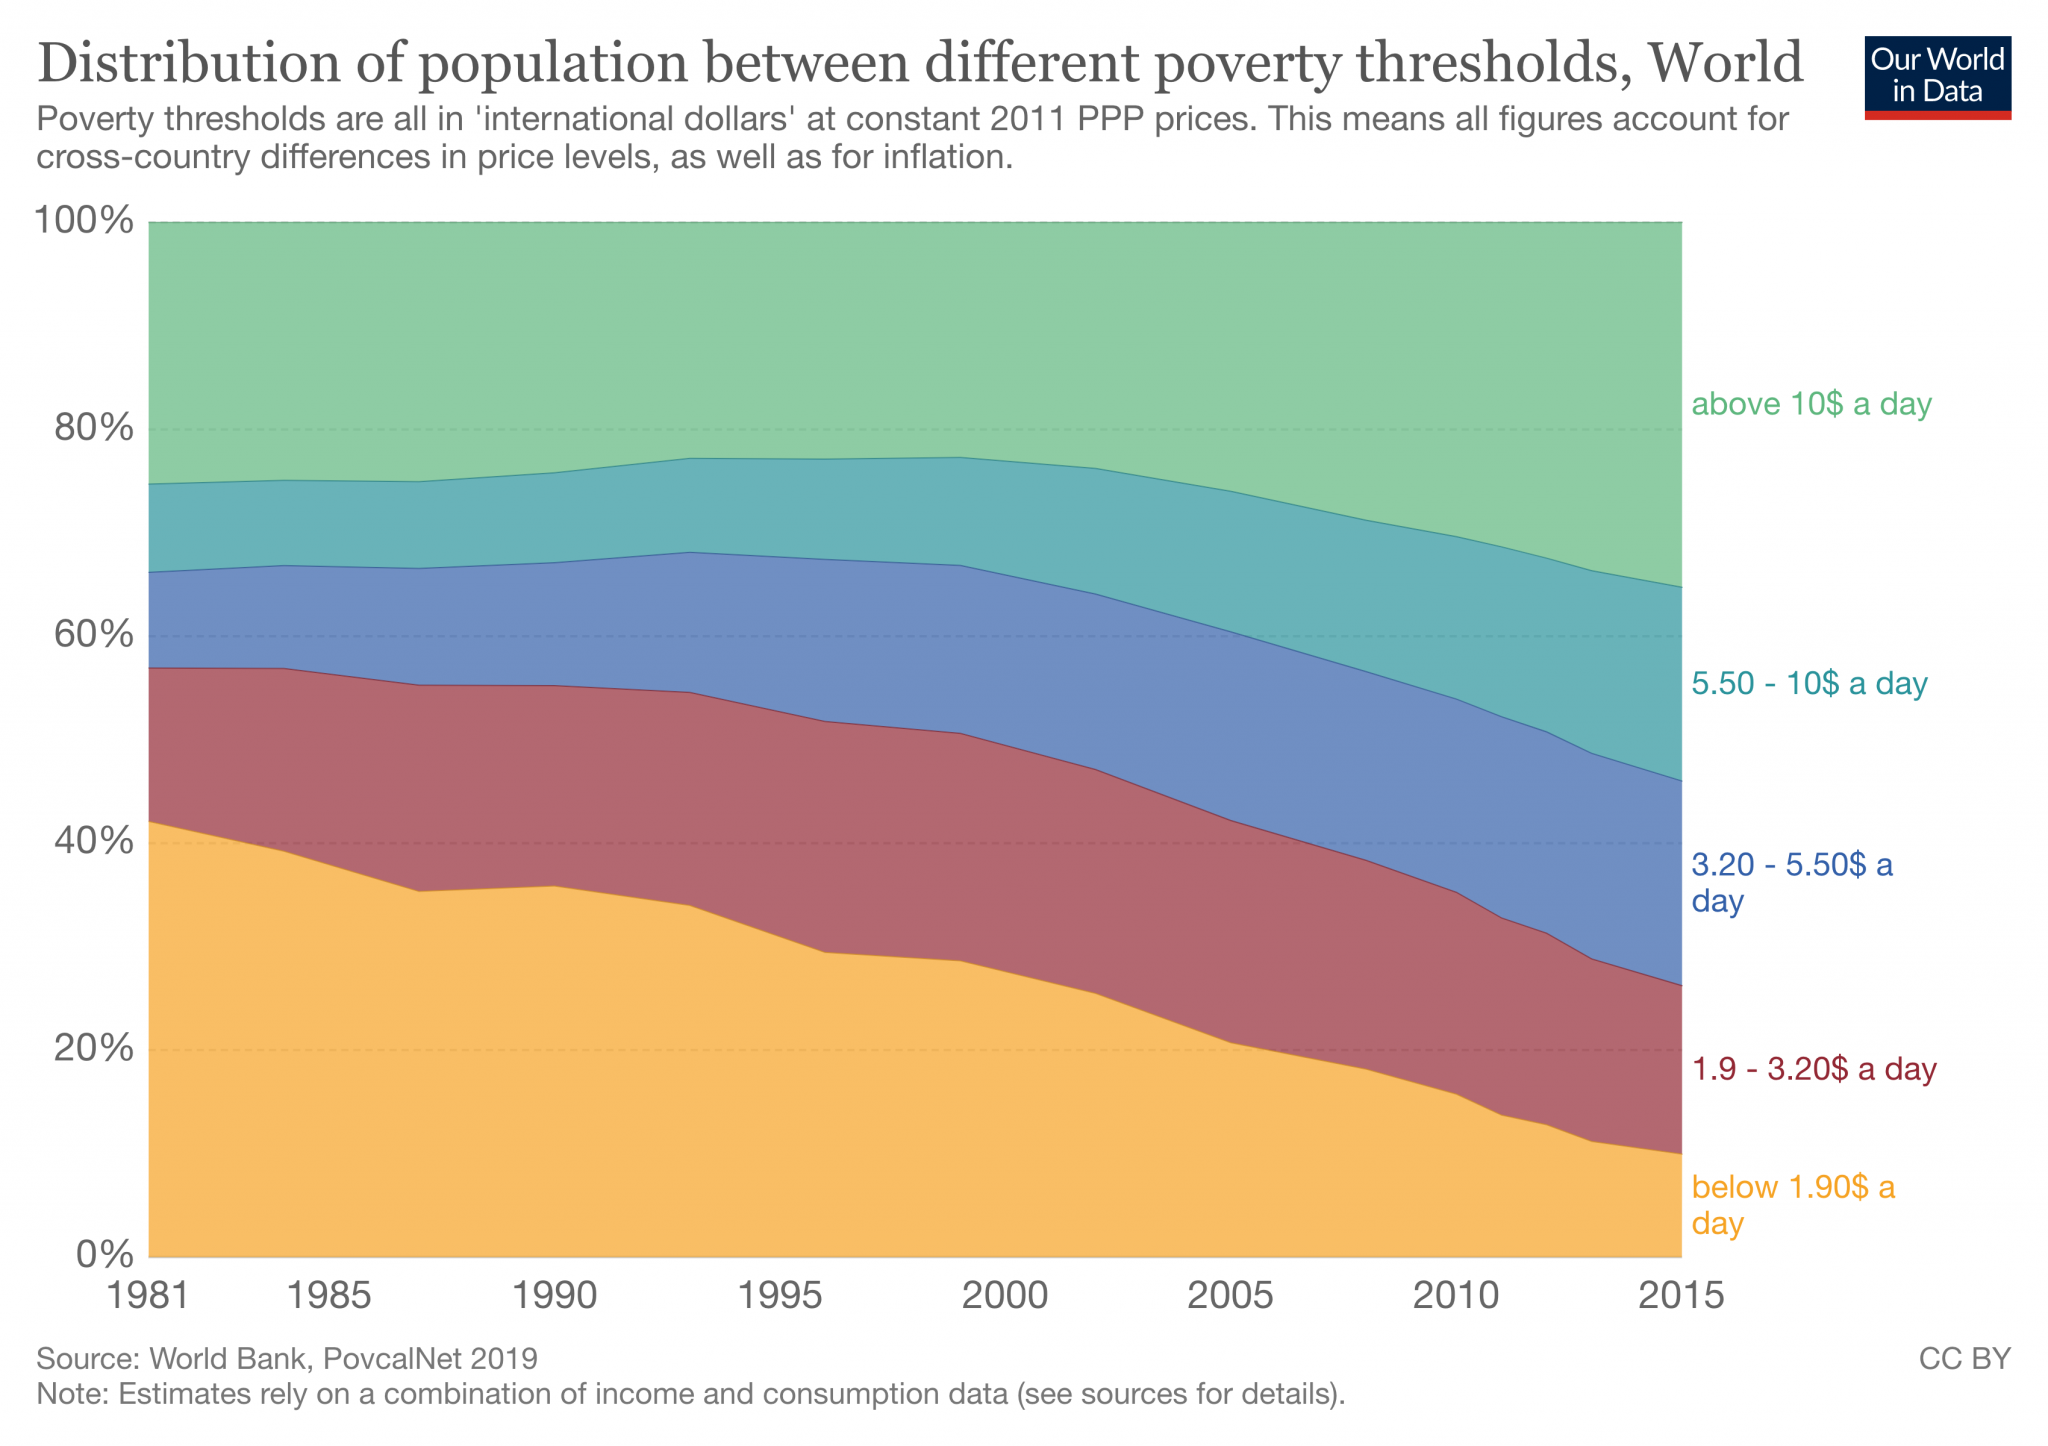 Distribution of population between different poverty thresholds, World
Our World
in Data
Poverty thresholds are all in 'international dollars' at constant 2011 PPP prices. This means all figures account for
cross-country differences in price levels, as well as for inflation.
100%
80%
60%
40%
20%
0%
above 10$ a day
5.50 - 10$ a day
3.20 - 5.50$ a
day
1.9 - 3.20$ a day
below 1.90$ a
day
1981 1985 1990 1995 2000 2005 2010 2015
Source: World Bank, PovcalNet 2019
CC BY
Note: Estimates rely on a combination of income and consumption data (see sources for details).